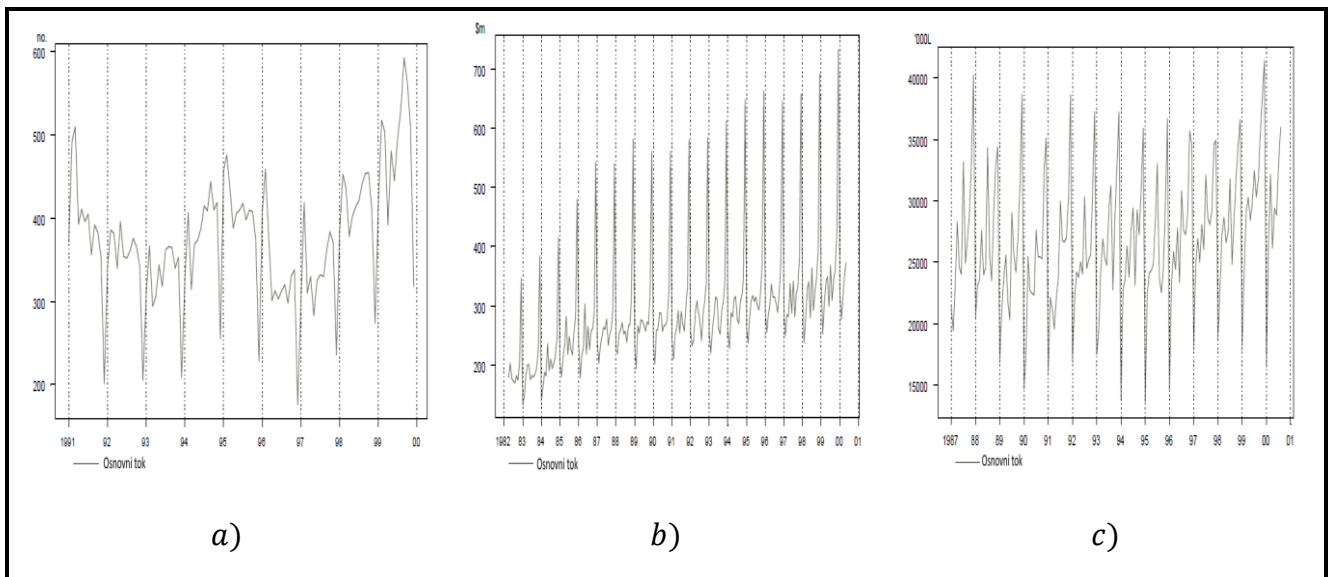 no.
600
500
400
300
200
1991 92 93 94 95 96 97 98 99 00
Osnovni tok
a)
$m
700
600
500
400
300
200
1982 83 84 85 86 87 88 89 90 91 92 93 94 95 96 97 98 99 00 01
Osnovni tok
b)
'000L
40000
35000
30000
25000
20000
15000
1987 88 89 90 91 92 93 94 95 96 97 98 99 00 01
Osnovni tok
c)